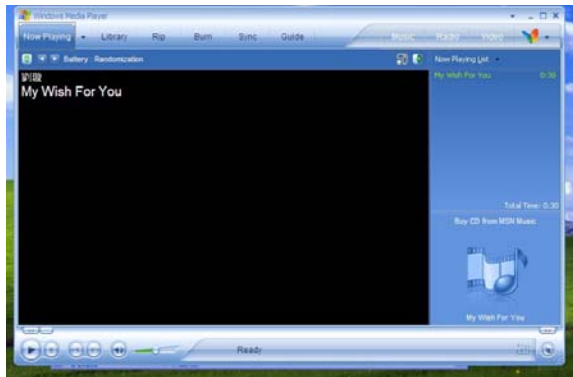 Windows Media Player
Now Playing Library Rip Burn Sync Guide Music Radio Video
Battery: Randomization
Now Playing List
My Wish For You
My Wish For You 0:30
Total Time: 0:30
Buy CD from MSN Music
My Wish For You
Ready